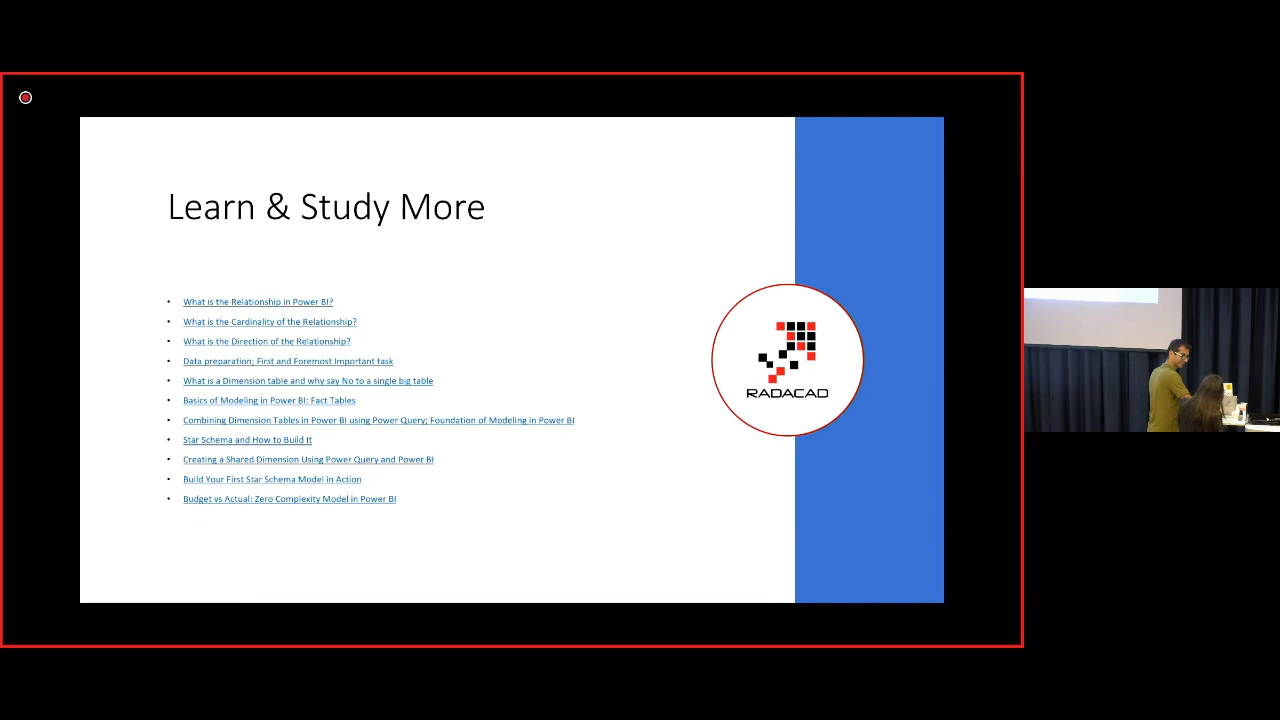 Learn & Study More
• What is the Relationship in Power BI?
• What is the Cardinality of the Relationship?
• What is the Direction of the Relationship?
• Data preparation; First and Foremost Important task
• What is a Dimension table and why say No to a single big table
• Basics of Modeling in Power BI: Fact Tables
• Combining Dimension Tables in Power BI using Power Query; Foundation of Modeling in Power BI
• Star Schema and How to Build It
• Creating a Shared Dimension Using Power Query and Power BI
• Build Your First Star Schema Model in Action
• Budget vs Actual: Zero Complexity Model in Power BI
RADACAD